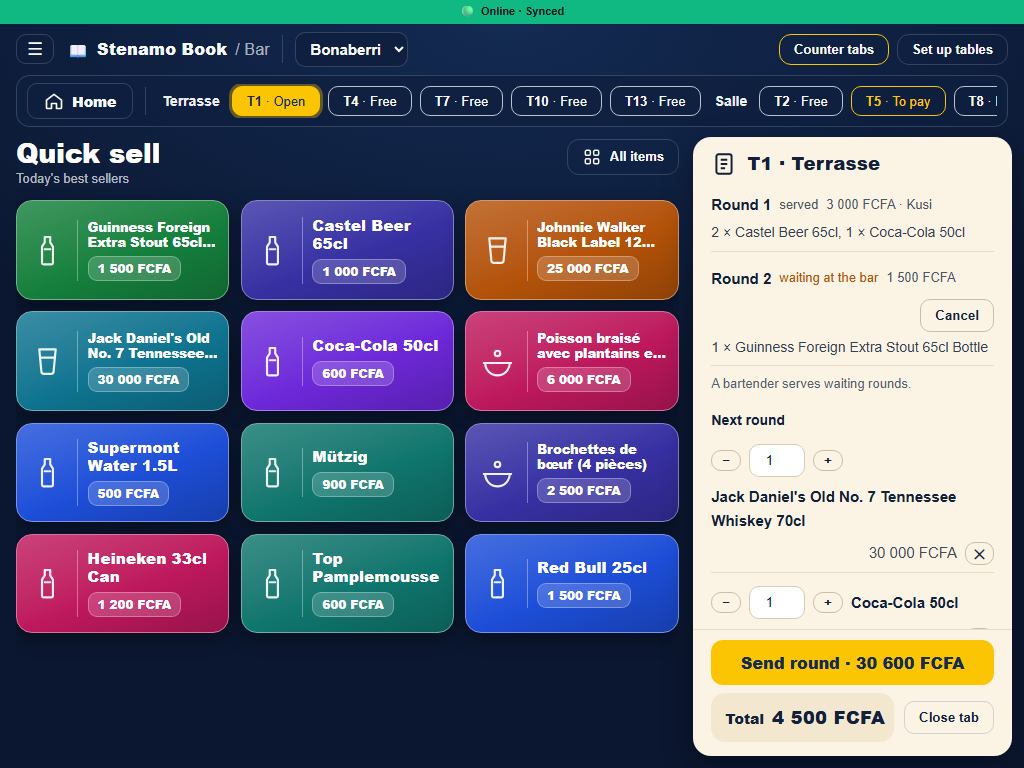 Online · Synced
☰ 📖 Stenamo Book / Bar Bonaberri Counter tabs Set up tables
Home Terrasse T1 · Open T4 · Free T7 · Free T10 · Free T13 · Free Salle T2 · Free T5 · To pay T8 ·
Quick sell
Today's best sellers
All items
Guinness Foreign
Extra Stout 65cl...
1 500 FCFA
Castel Beer
65cl
1 000 FCFA
Johnnie Walker
Black Label 12...
25 000 FCFA
Jack Daniel's Old
No. 7 Tennessee...
30 000 FCFA
Coca-Cola 50cl
600 FCFA
Poisson braisé
avec plantains e...
6 000 FCFA
Supermont
Water 1.5L
500 FCFA
Mützig
900 FCFA
Brochettes de
bœuf (4 pièces)
2 500 FCFA
Heineken 33cl
Can
1 200 FCFA
Top
Pamplemousse
600 FCFA
Red Bull 25cl
1 500 FCFA
T1 · Terrasse
Round 1 served 3 000 FCFA · Kusi
2 × Castel Beer 65cl, 1 × Coca-Cola 50cl
Round 2 waiting at the bar 1 500 FCFA
Cancel
1 × Guinness Foreign Extra Stout 65cl Bottle
A bartender serves waiting rounds.
Next round
− 1 +
Jack Daniel's Old No. 7 Tennessee
Whiskey 70cl
30 000 FCFA ×
− 1 + Coca-Cola 50cl
Send round · 30 600 FCFA
Total 4 500 FCFA Close tab